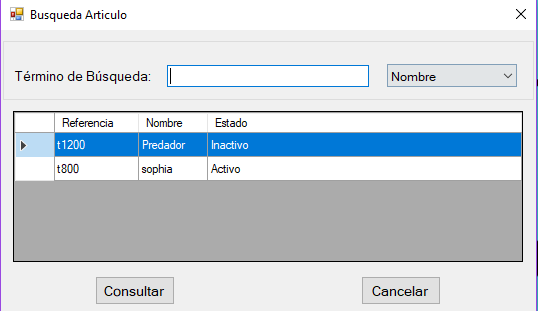 Busqueda Articulo
Término de Búsqueda: Nombre
Referencia Nombre Estado
t1200 Predador Inactivo
t800 sophia Activo
Consultar Cancelar